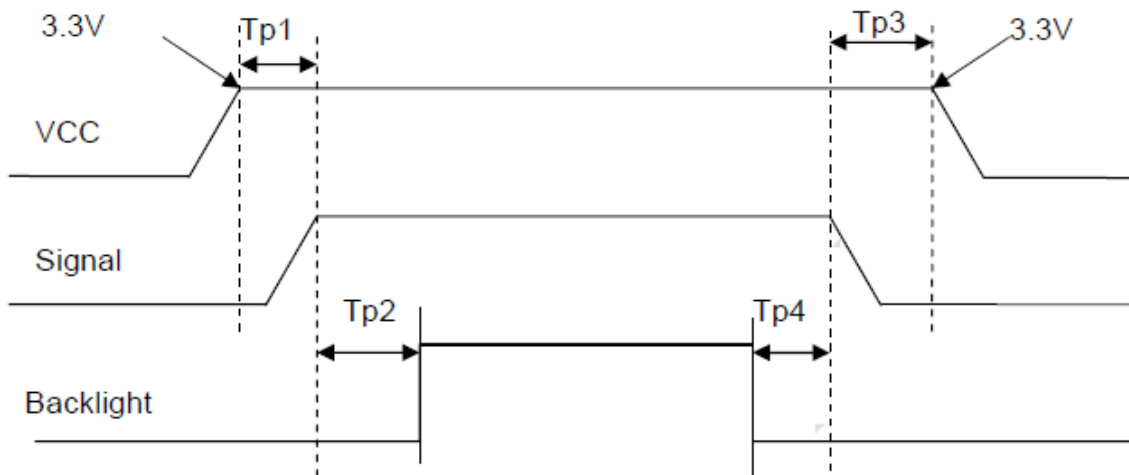 3.3V
Tp1
Tp3
3.3V
VCC
Signal
Tp2
Tp4
Backlight